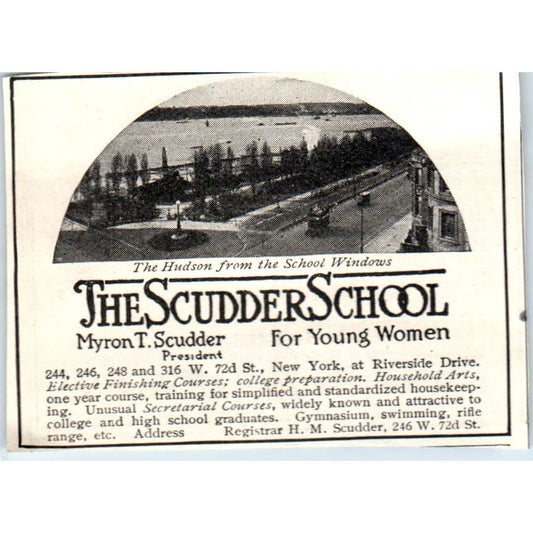 The Hudson from the School Windows
THE SCUDDER SCHOOL
Myron T. Scudder For Young Women
President
244, 246, 248 and 316 W. 72d St., New York, at Riverside Drive.
Elective Finishing Courses; college preparation. Household Arts,
one year course, training for simplified and standardized housekeep-
ing. Unusual Secretarial Courses, widely known and attractive to
college and high school graduates. Gymnasium, swimming, rifle
range, etc. Address Registrar H. M. Scudder, 246 W. 72d St.